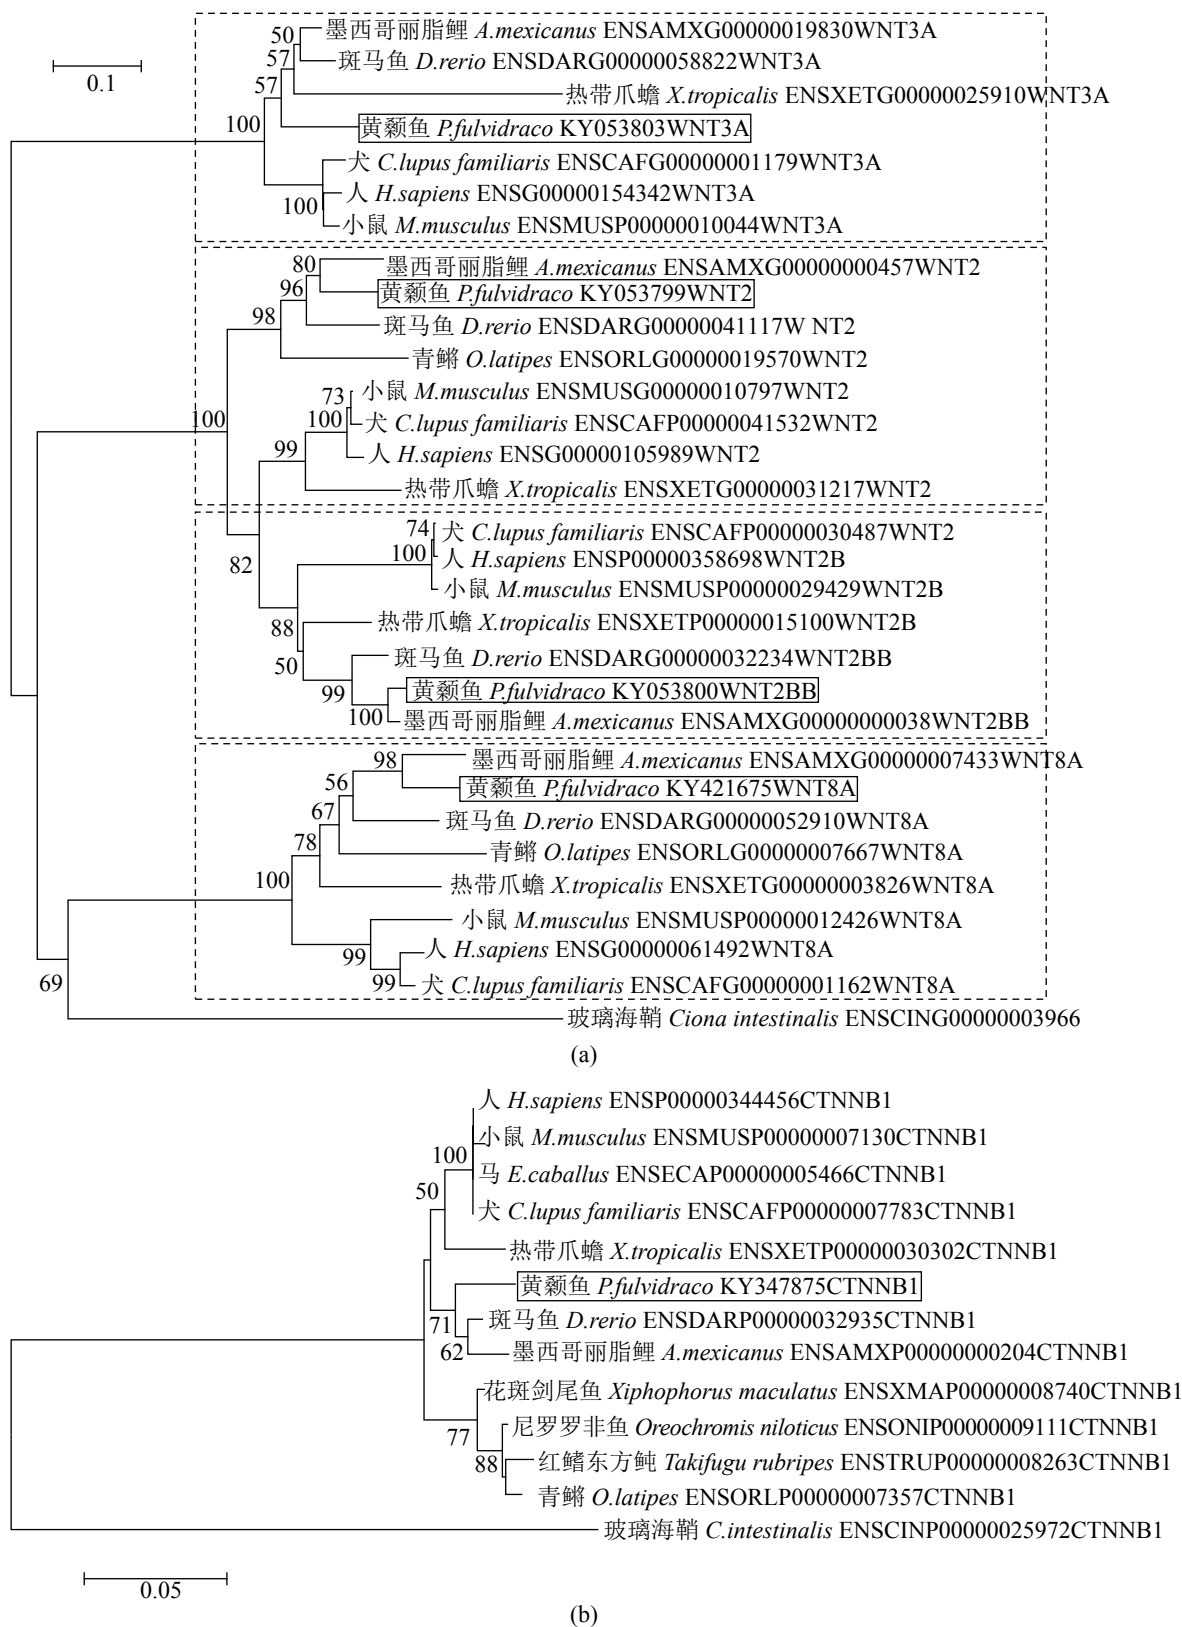 50
墨西哥丽脂鲤 A.mexicanus ENSAMXG00000019830WNT3A
57
斑马鱼 D.rerio ENSDARG00000058822WNT3A
0.1
57
热带爪蟾 X.tropicalis ENSXETG00000025910WNT3A
100
黄颡鱼 P.fulvidraco KY053803WNT3A
犬 C.lupus familiaris ENSCAFG00000001179WNT3A
人 H.sapiens ENSG00000154342WNT3A
100
小鼠 M.musculus ENSMUSP00000010044WNT3A
80
墨西哥丽脂鲤 A.mexicanus ENSAMXG00000000457WNT2
96
黄颡鱼 P.fulvidraco KY053799WNT2
98
斑马鱼 D.rerio ENSDARG00000041117W NT2
青鳉 O.latipes ENSORLG00000019570WNT2
73
小鼠 M.musculus ENSMUSG00000010797WNT2
100
100
犬 C.lupus familiaris ENSCAFP00000041532WNT2
99
人 H.sapiens ENSG00000105989WNT2
热带爪蟾 X.tropicalis ENSXETG00000031217WNT2
74
犬 C.lupus familiaris ENSCAFP00000030487WNT2
100
人 H.sapiens ENSP00000358698WNT2B
82
小鼠 M.musculus ENSMUSP00000029429WNT2B
88
热带爪蟾 X.tropicalis ENSXETP00000015100WNT2B
50
斑马鱼 D.rerio ENSDARG00000032234WNT2BB
99
黄颡鱼 P.fulvidraco KY053800WNT2BB
100
墨西哥丽脂鲤 A.mexicanus ENSAMXG00000000038WNT2BB
98
墨西哥丽脂鲤 A.mexicanus ENSAMXG00000007433WNT8A
56
黄颡鱼 P.fulvidraco KY421675WNT8A
67
斑马鱼 D.rerio ENSDARG00000052910WNT8A
78
青鳉 O.latipes ENSORLG00000007667WNT8A
100
热带爪蟾 X.tropicalis ENSXETG00000003826WNT8A
小鼠 M.musculus ENSMUSP00000012426WNT8A
99
人 H.sapiens ENSG00000061492WNT8A
69
99
犬 C.lupus familiaris ENSCAFG00000001162WNT8A
玻璃海鞘 Ciona intestinalis ENSCING00000003966
(a)
人 H.sapiens ENSP00000344456CTNNB1
小鼠 M.musculus ENSMUSP00000007130CTNNB1
100
马 E.caballus ENSECAP00000005466CTNNB1
50
犬 C.lupus familiaris ENSCAFP00000007783CTNNB1
热带爪蟾 X.tropicalis ENSXETP00000030302CTNNB1
黄颡鱼 P.fulvidraco KY347875CTNNB1
71
斑马鱼 D.rerio ENSDARP00000032935CTNNB1
62
墨西哥丽脂鲤 A.mexicanus ENSAMXP00000000204CTNNB1
花斑剑尾鱼 Xiphophorus maculatus ENSXMAP00000008740CTNNB1
77
尼罗罗非鱼 Oreochromis niloticus ENSONIP00000009111CTNNB1
88
红鳍东方鲀 Takifugu rubripes ENSTRUP00000008263CTNNB1
青鳉 O.latipes ENSORLP00000007357CTNNB1
玻璃海鞘 C.intestinalis ENSCINP00000025972CTNNB1
0.05
(b)